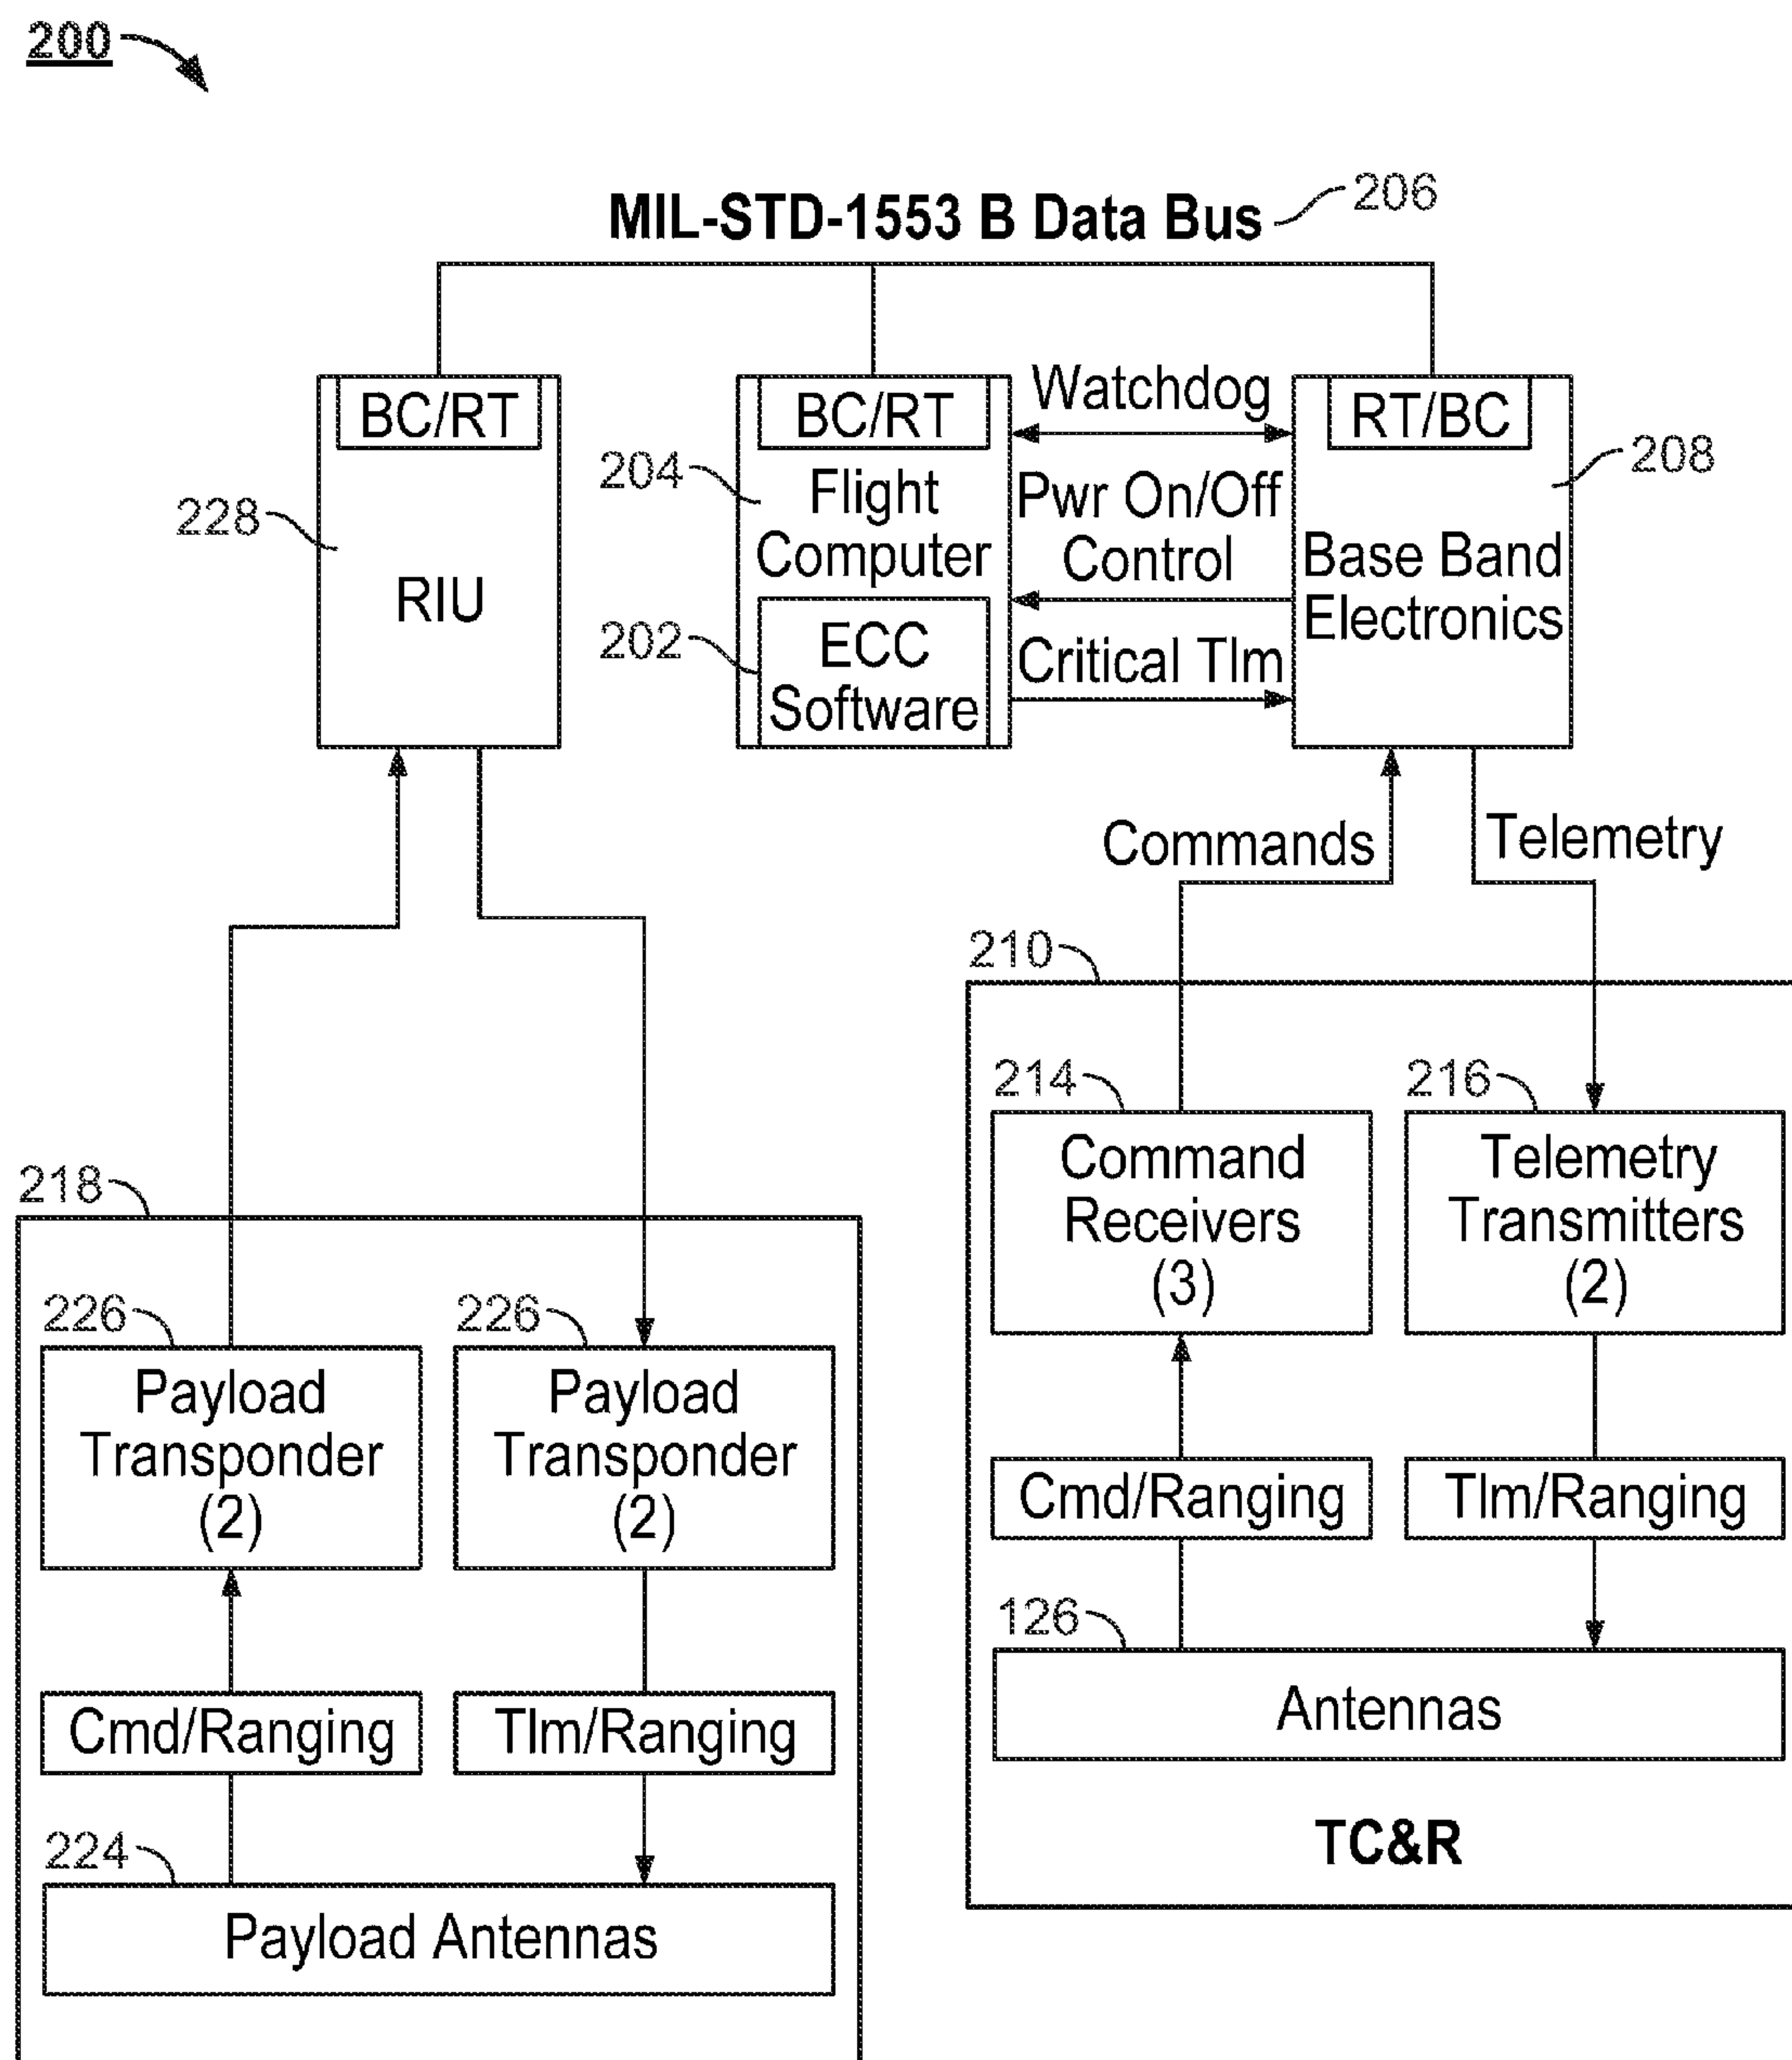 200
MIL-STD-1553 B Data Bus
206
BC/RT
228
RIU
BC/RT
204
Flight
Computer
202
ECC
Software
Watchdog
Pwr On/Off
Control
Critical Tlm
RT/BC
208
Base Band
Electronics
Commands
Telemetry
210
214
Command
Receivers
(3)
216
Telemetry
Transmitters
(2)
Cmd/Ranging
Tlm/Ranging
126
Antennas
TC&R
218
226
Payload
Transponder
(2)
226
Payload
Transponder
(2)
Cmd/Ranging
Tlm/Ranging
224
Payload Antennas